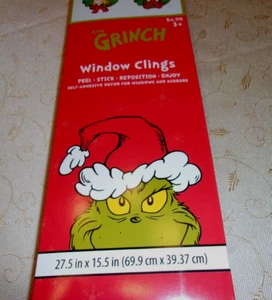 $4.98
3+
the
GRINCH
Window Clings
PEEL • STICK • REPOSITION • ENJOY
SELF-ADHESIVE DECOR FOR WINDOWS AND MIRRORS
27.5 in x 15.5 in (69.9 cm x 39.37 cm)